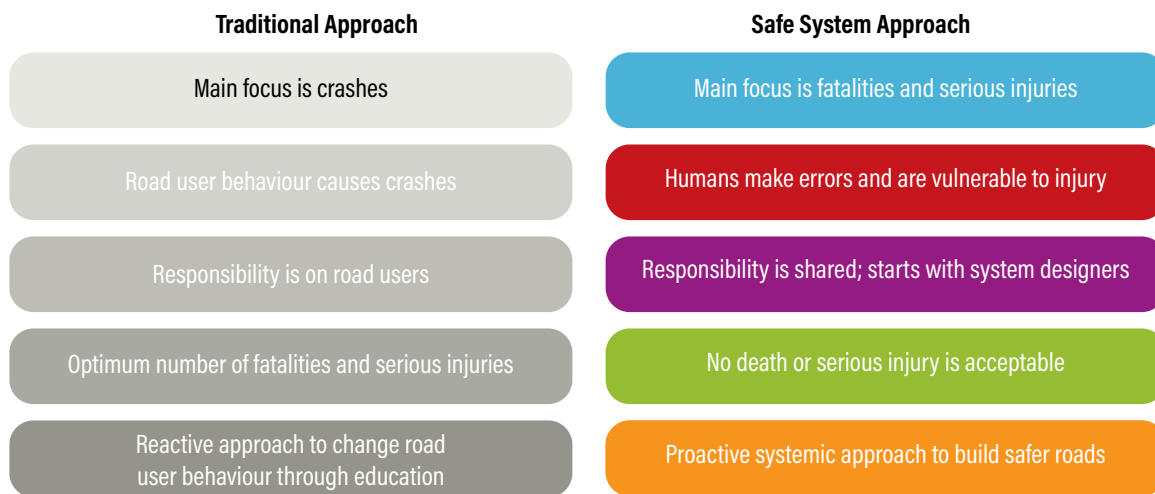 Traditional Approach
Safe System Approach
Main focus is crashes
Main focus is fatalities and serious injuries
Road user behaviour causes crashes
Humans make errors and are vulnerable to injury
Responsibility is on road users
Responsibility is shared; starts with system designers
Optimum number of fatalities and serious injuries
No death or serious injury is acceptable
Reactive approach to change road
user behaviour through education
Proactive systemic approach to build safer roads